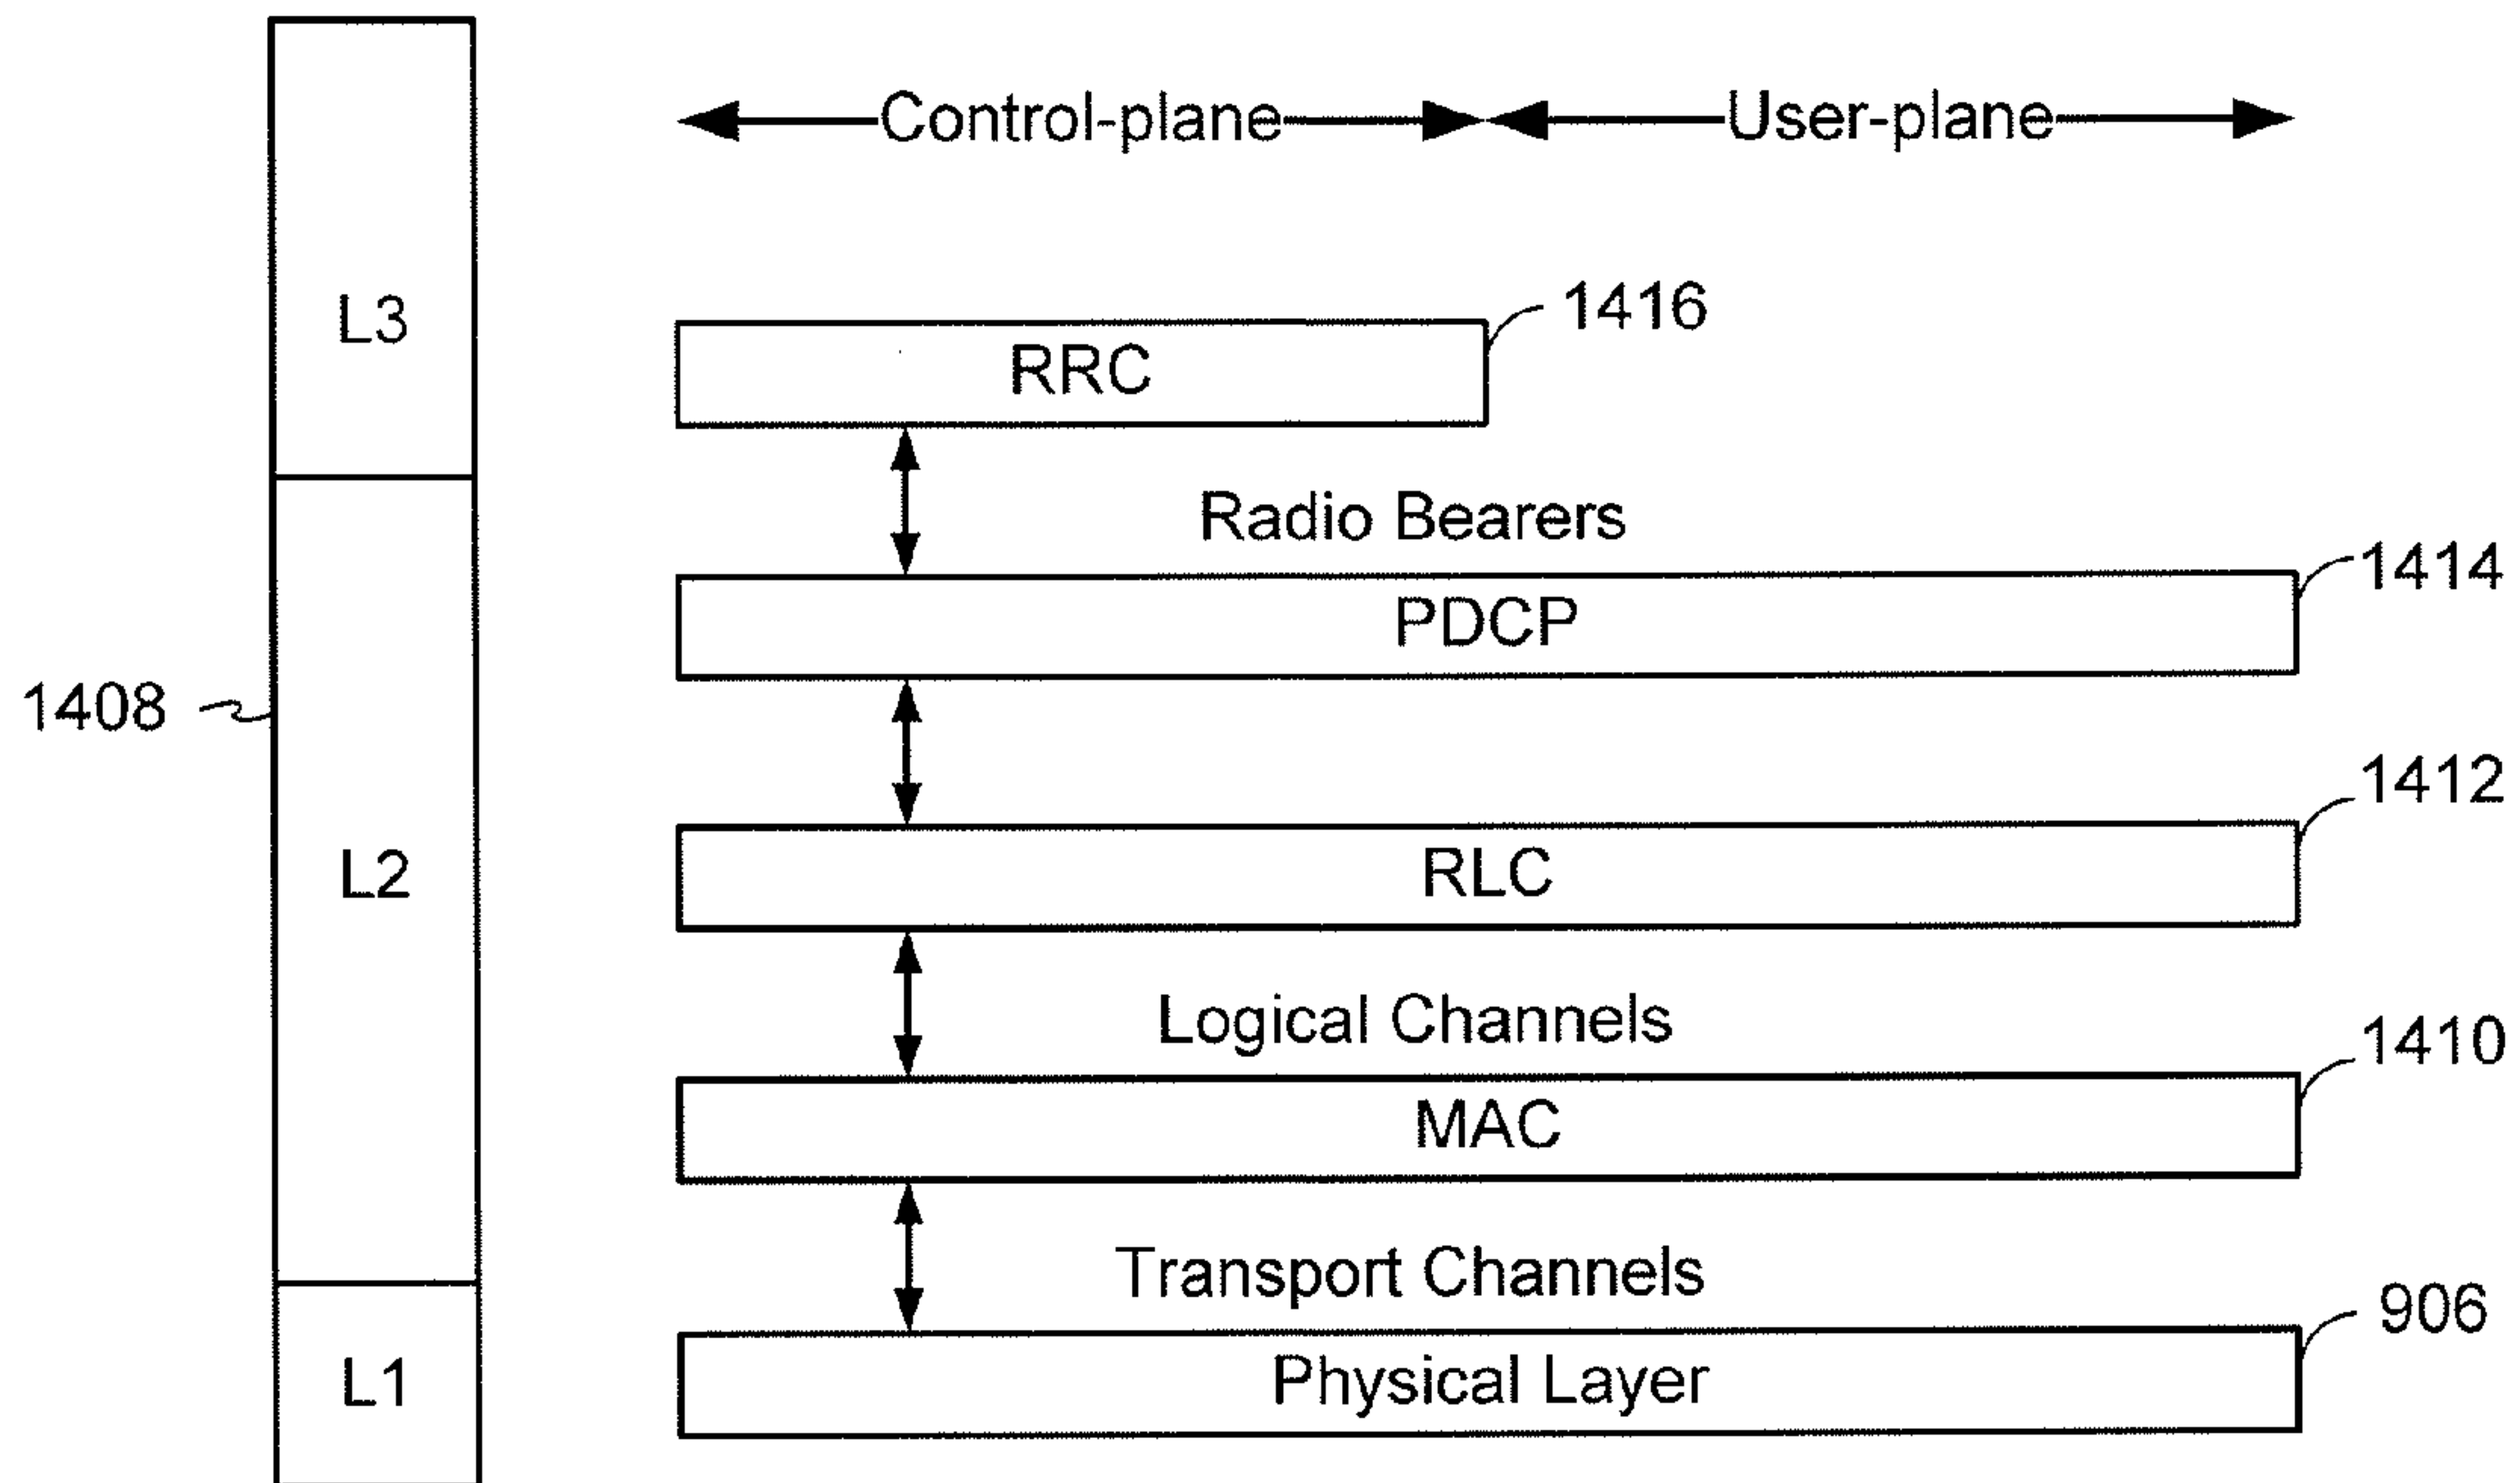 Control-plane User-plane
L3
1416
RRC
Radio Bearers
1414
PDCP
1408
1412
L2
RLC
Logical Channels
1410
MAC
Transport Channels
906
L1
Physical Layer